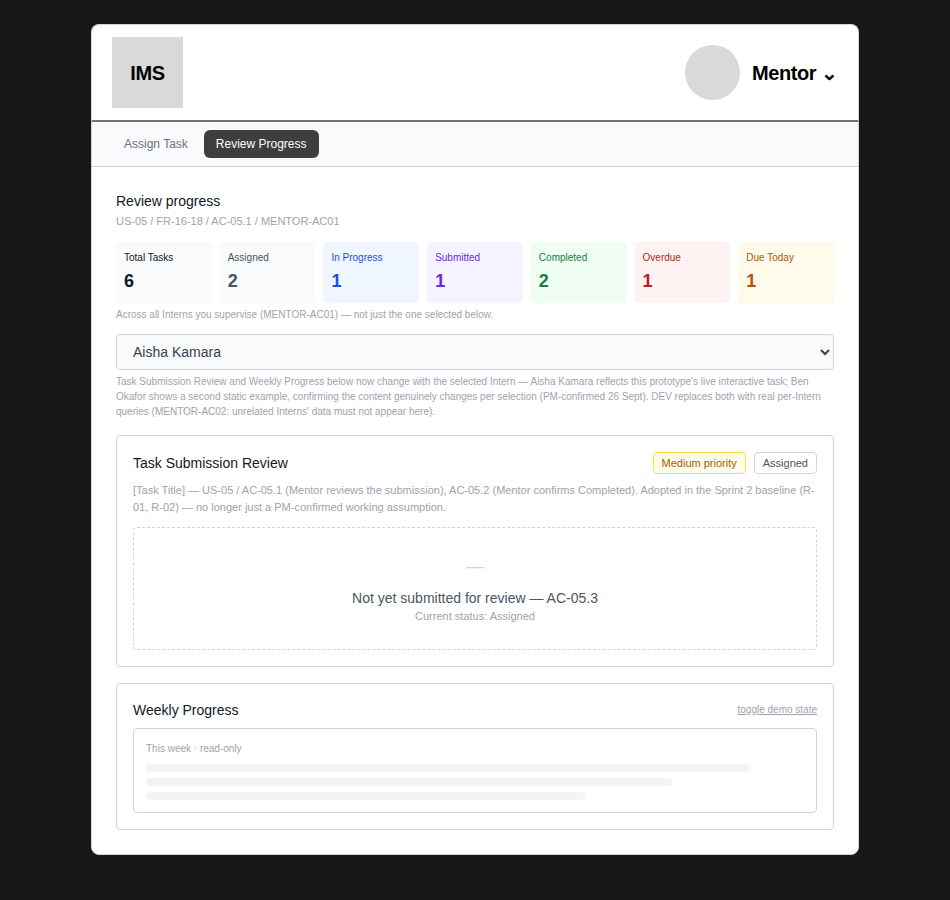 IMS
Mentor
Assign Task
Review Progress
Review progress
US-05 / FR-16-18 / AC-05.1 / MENTOR-AC01
Total Tasks
6
Assigned
2
In Progress
1
Submitted
1
Completed
2
Overdue
1
Due Today
1
Across all Interns you supervise (MENTOR-AC01) — not just the one selected below.
Aisha Kamara
Task Submission Review and Weekly Progress below now change with the selected Intern — Aisha Kamara reflects this prototype's live interactive task; Ben
Okafor shows a second static example, confirming the content genuinely changes per selection (PM-confirmed 26 Sept). DEV replaces both with real per-Intern
queries (MENTOR-AC02: unrelated Interns' data must not appear here).
Task Submission Review
Medium priority
Assigned
[Task Title] — US-05 / AC-05.1 (Mentor reviews the submission), AC-05.2 (Mentor confirms Completed). Adopted in the Sprint 2 baseline (R-
01, R-02) — no longer just a PM-confirmed working assumption.
—
Not yet submitted for review — AC-05.3
Current status: Assigned
Weekly Progress
toggle demo state
This week · read-only